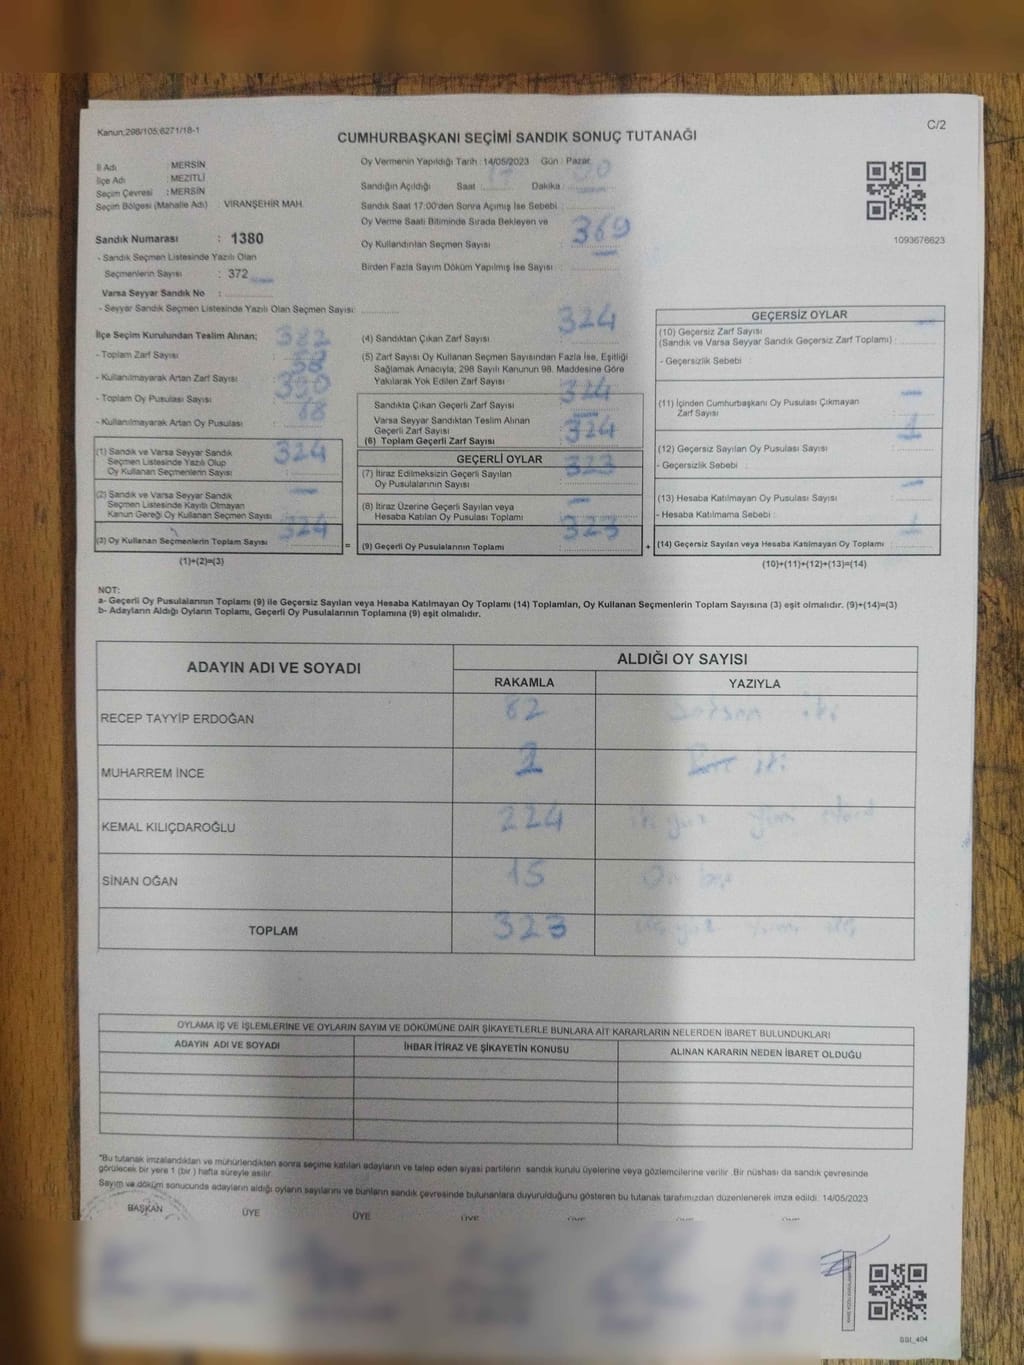 Kanun;298/105;6271/18-1
C/2
CUMHURBAŞKANI SEÇİMİ SANDIK SONUÇ TUTANAĞI
İl Adı : MERSİN
İlçe Adı : MEZİTLİ
Seçim Çevresi : MERSİN
Seçim Bölgesi (Mahalle Adı) VİRANŞEHİR MAH.
Oy Vermenin Yapıldığı Tarih : 14/05/2023 Gün : Pazar
Sandığın Açıldığı Saat : Dakika :
Sandık Saat 17:00'den Sonra Açımış İse Sebebi :
Oy Verme Saati Bitiminde Sırada Bekleyen ve
Oy Kullandırılan Seçmen Sayısı : 369
Birden Fazla Sayım Döküm Yapılmış İse Sayısı :
1093676623
Sandık Numarası : 1380
- Sandık Seçmen Listesinde Yazılı Olan
Seçmenlerin Sayısı : 372
Varsa Seyyar Sandık No :
- Seyyar Sandık Seçmen Listesinde Yazılı Olan Seçmen Sayısı:
İlçe Seçim Kurulundan Teslim Alınan:
- Toplam Zarf Sayısı :
- Kullanılmayarak Artan Zarf Sayısı :
- Toplam Oy Pusulası Sayısı :
- Kullanılmayarak Artan Oy Pusulası :
(1) Sandık ve Varsa Seyyar Sandık
Seçmen Listesinde Yazılı Olup
Oy Kullanan Seçmenlerin Sayısı : 324
(2) Sandık ve Varsa Seyyar Sandık
Seçmen Listesinde Kayıtlı Olmayan
Kanun Gereği Oy Kullanan Seçmen Sayısı : —
(3) Oy Kullanan Seçmenlerin Toplam Sayısı : 324
(1)+(2)=(3)
(4) Sandıktan Çıkan Zarf Sayısı : 324
(5) Zarf Sayısı Oy Kullanan Seçmen Sayısından Fazla İse, Eşitliği
Sağlamak Amacıyla, 298 Sayılı Kanunun 98. Maddesine Göre
Yakılarak Yok Edilen Zarf Sayısı :
Sandıkta Çıkan Geçerli Zarf Sayısı : 324
Varsa Seyyar Sandıktan Teslim Alınan
Geçerli Zarf Sayısı : —
(6) Toplam Geçerli Zarf Sayısı : 324
GEÇERLİ OYLAR
(7) İtiraz Edilmeksizin Geçerli Sayılan
Oy Pusulalarının Sayısı : 323
(8) İtiraz Üzerine Geçerli Sayılan veya
Hesaba Katılan Oy Pusulası Toplamı : —
= (9) Geçerli Oy Pusulalarının Toplamı : 323
GEÇERSİZ OYLAR
(10) Geçersiz Zarf Sayısı
(Sandık ve Varsa Seyyar Sandık Geçersiz Zarf Toplamı) : —
- Geçersizlik Sebebi :
(11) İçinden Cumhurbaşkanı Oy Pusulası Çıkmayan
Zarf Sayısı : —
(12) Geçersiz Sayılan Oy Pusulası Sayısı : 1
- Geçersizlik Sebebi :
(13) Hesaba Katılmayan Oy Pusulası Sayısı : —
- Hesaba Katılmama Sebebi :
+ (14) Geçersiz Sayılan veya Hesaba Katılmayan Oy Toplamı : 1
(10)+(11)+(12)+(13)=(14)
NOT:
a- Geçerli Oy Pusulalarının Toplamı (9) ile Geçersiz Sayılan veya Hesaba Katılmayan Oy Toplamı (14) Toplamları, Oy Kullanan Seçmenlerin Toplam Sayısına (3) eşit olmalıdır. (9)+(14)=(3)
b- Adayların Aldığı Oyların Toplamı, Geçerli Oy Pusulalarının Toplamına (9) eşit olmalıdır.
ADAYIN ADI VE SOYADI ALDIĞI OY SAYISI
RAKAMLA YAZIYLA
RECEP TAYYİP ERDOĞAN 82 Seksen iki
MUHARREM İNCE 2 iki
KEMAL KILIÇDAROĞLU 224 iki yüz yirmi dört
SİNAN OĞAN 15 On beş
TOPLAM 323 üç yüz yirmi üç
OYLAMA İŞ VE İŞLEMLERİNE VE OYLARIN SAYIM VE DÖKÜMÜNE DAİR ŞİKAYETLERLE BUNLARA AİT KARARLARIN NELERDEN İBARET BULUNDUKLARI
ADAYIN ADI VE SOYADI İHBAR İTİRAZ VE ŞİKAYETİN KONUSU ALINAN KARARIN NEDEN İBARET OLDUĞU
*Bu tutanak imzalandıktan ve mühürlendikten sonra seçime katılan adayların ve talep eden siyasi partilerin sandık kurulu üyelerine veya gözlemcilerine verilir .Bir nüshası da sandık çevresinde
görülecek bir yere 1 (bir ) hafta süreyle asılır.
Sayım ve döküm sonucunda adayların aldığı oyların sayılarını ve bunların sandık çevresinde bulunanlara duyurulduğunu gösteren bu tutanak tarafımızdan düzenlenerek imza edildi: 14/05/2023
BAŞKAN ÜYE ÜYE ÜYE ÜYE ÜYE ÜYE